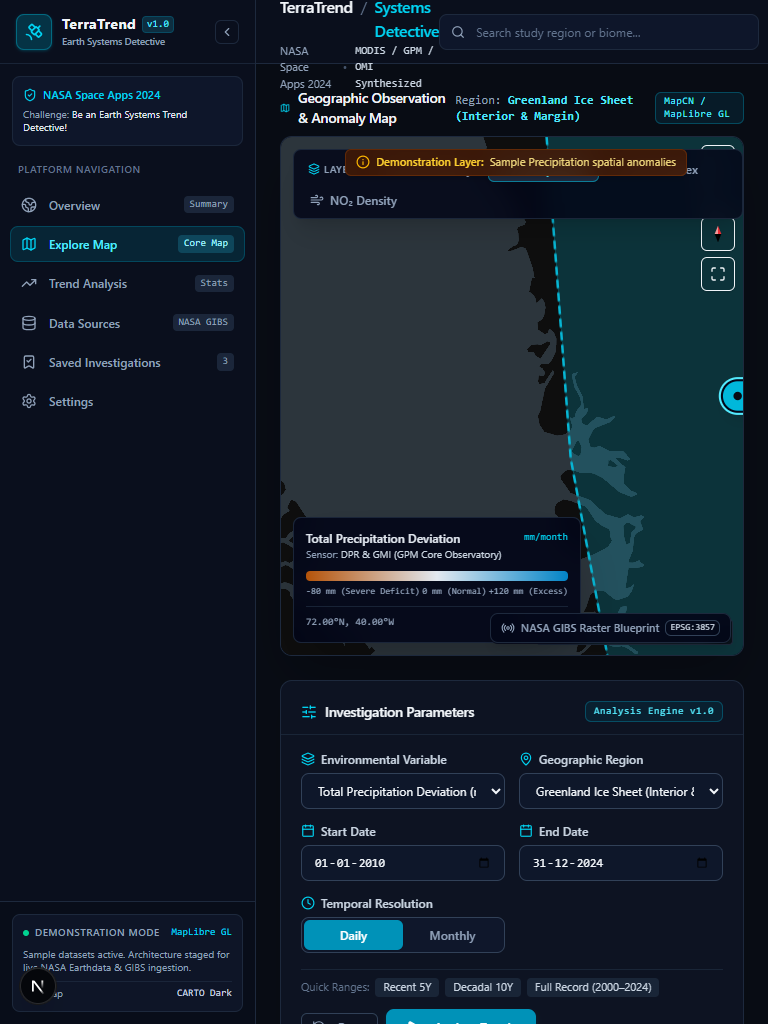 TerraTrend v1.0
Earth Systems Detective
NASA Space Apps 2024
Challenge: Be an Earth Systems Trend
Detective!
PLATFORM NAVIGATION
Overview Summary
Explore Map Core Map
Trend Analysis Stats
Data Sources NASA GIBS
Saved Investigations 3
Settings
DEMONSTRATION MODE MapLibre GL
Sample datasets active. Architecture staged for
live NASA Earthdata & GIBS ingestion.
N
CARTO Dark
TerraTrend / Systems
Detective
Search study region or biome...
NASA
Space
Apps 2024
•
MODIS / GPM /
OMI
Synthesized
Geographic Observation
& Anomaly Map
Region: Greenland Ice Sheet
(Interior & Margin)
MapCN /
MapLibre GL
Demonstration Layer: Sample Precipitation spatial anomalies
NO₂ Density
Total Precipitation Deviation mm/month
Sensor: DPR & GMI (GPM Core Observatory)
-80 mm (Severe Deficit) 0 mm (Normal) +120 mm (Excess)
72.00°N, 40.00°W
NASA GIBS Raster Blueprint EPSG:3857
Investigation Parameters Analysis Engine v1.0
Environmental Variable Geographic Region
Total Precipitation Deviation Greenland Ice Sheet (Interior &
Start Date End Date
01-01-2010 31-12-2024
Temporal Resolution
Daily Monthly
Quick Ranges: Recent 5Y Decadal 10Y Full Record (2000–2024)